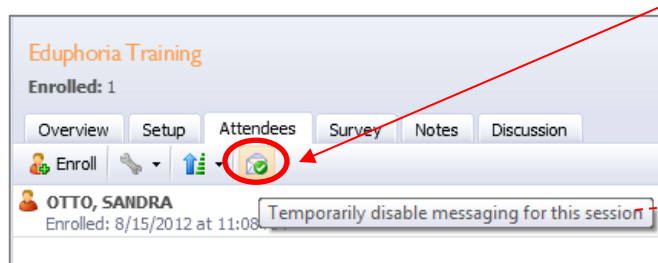 Eduphoria Training
Enrolled: 1
Overview Setup Attendees Survey Notes Discussion
Enroll
OTTO, SANDRA
Enrolled: 8/15/2012 at 11:08
Temporarily disable messaging for this session